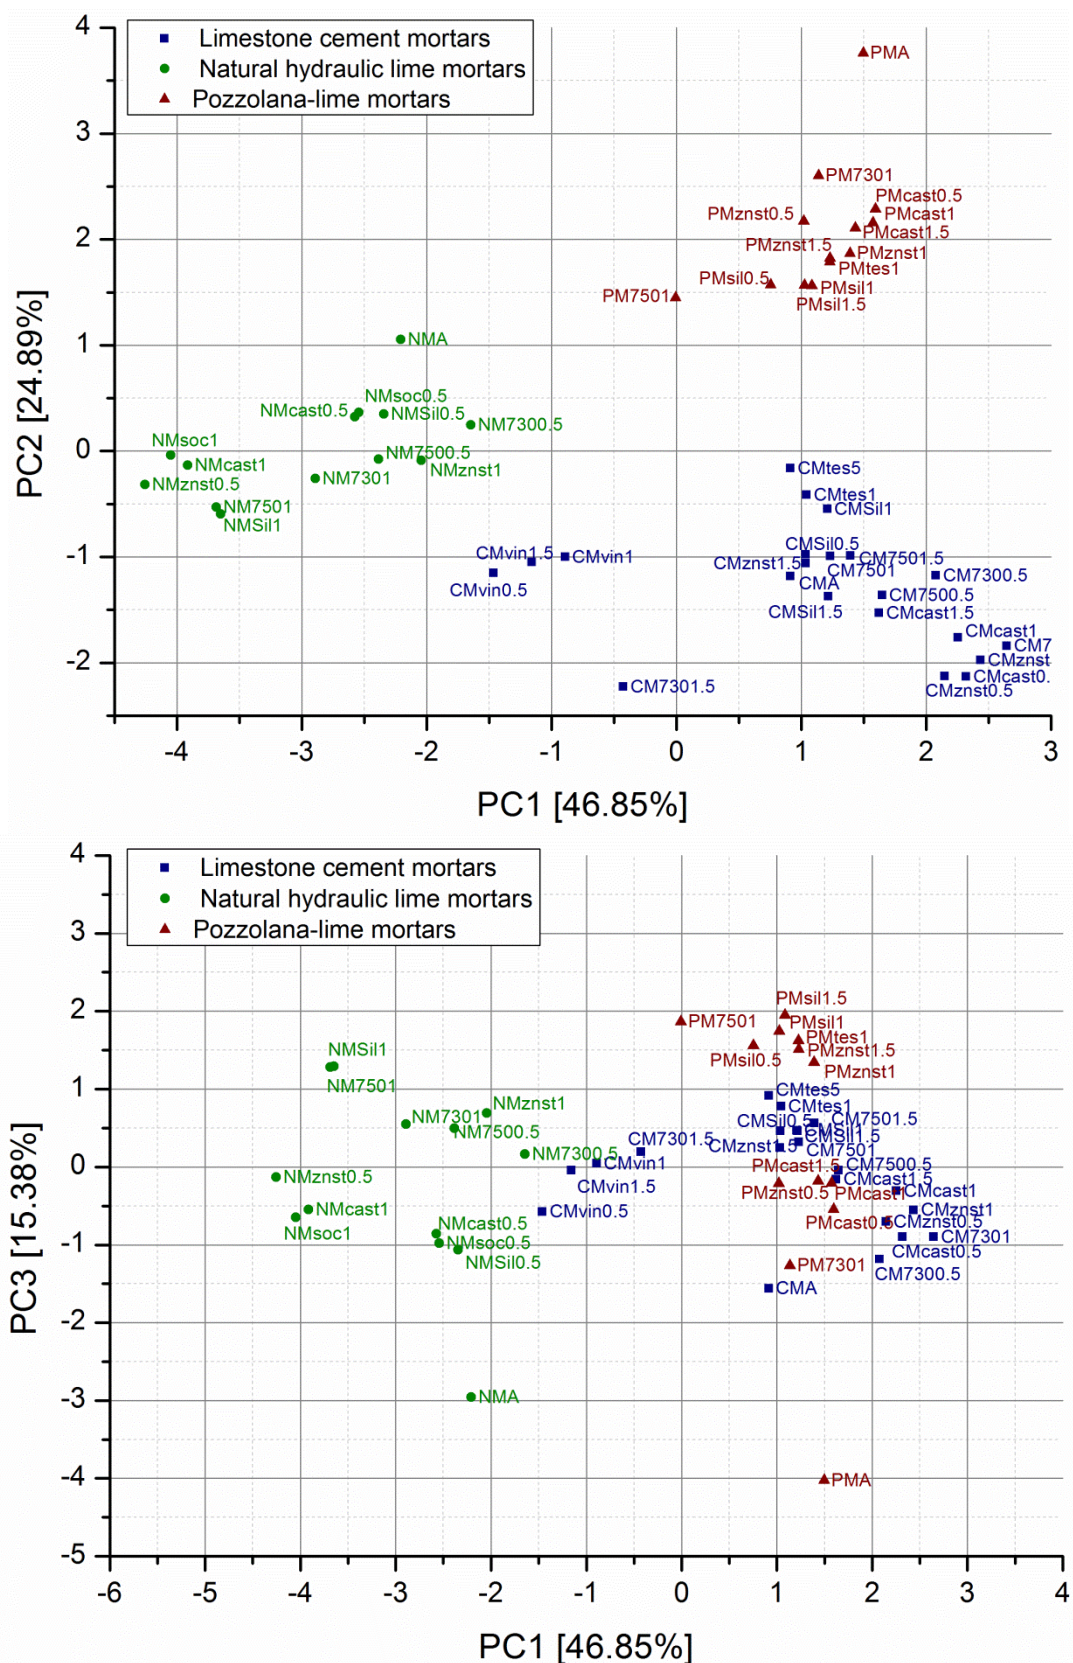 4
Limestone cement mortars
Natural hydraulic lime mortars
Pozzolana-lime mortars
PMA
3
PM7301
PMcast0.5
PMznst0.5
PMcast1
PMcast1.5
2
PMznst1.5
PMznst1
PMtes1
PMsil0.5
PMsil1
PM7501
PMsil1.5
1
NMA
NMsoc0.5
NMcast0.5
NMSil0.5
NM7300.5
0
NMsoc1
NM7500.5
NMcast1
NMznst1
NMznst0.5
NM7301
NM7501
NMSil1
CMtes5
CMtes1
CMSil1
-1
CMvin1.5
CMvin1
CMSil0.5
CM7501.5
CMznst1.5
CM7501
CM7300.5
CMvin0.5
CMA
CM7500.5
CMSil1.5
CMcast1.5
CMcast1
CM7
-2
CMznst
CMcast0.
CM7301.5
CMznst0.5
PC2 [24.89%]
-4 -3 -2 -1 0 1 2 3
PC1 [46.85%]
4
Limestone cement mortars
Natural hydraulic lime mortars
Pozzolana-lime mortars
3
2
PMsil1.5
PM7501
PMsil1
PMtes1
PMznst1.5
PMsil0.5
PMznst1
NMSil1
NM7501
1
CMtes5
CMtes1
NMznst1
NM7301
NM7500.5
CMSil0.5
CM7501.5
CMSil1
CMSil1.5
CM7301.5
CMznst1.5
CM7501
NM7300.5
0
CMvin1
PMcast1.5
CM7500.5
CMvin1.5
CMcast1.5
NMznst0.5
PMznst0.5
PMcast1
CMcast1
NMcast1
CMvin0.5
CMznst1
NMsoc1
NMcast0.5
PMcast0.5
CMznst0.5
-1
NMsoc0.5
CM7301
NMSil0.5
CMcast0.5
PM7301
CM7300.5
CMA
-2
-3
NMA
-4
PMA
-5
PC3 [15.38%]
-6 -5 -4 -3 -2 -1 0 1 2 3 4
PC1 [46.85%]